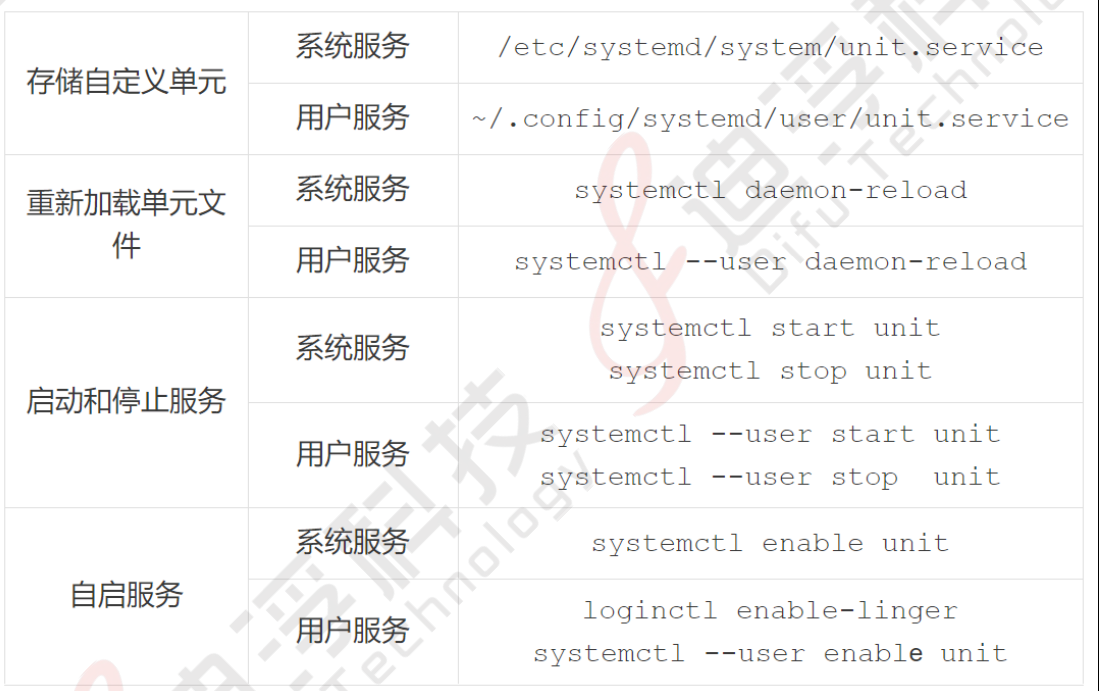 存储自定义单元
系统服务
/etc/systemd/system/unit.service
用户服务
~/.config/systemd/user/unit.service
重新加载单元文
件
系统服务
systemctl daemon-reload
用户服务
systemctl --user daemon-reload
启动和停止服务
系统服务
systemctl start unit
systemctl stop unit
用户服务
systemctl --user start unit
systemctl --user stop  unit
自启服务
系统服务
systemctl enable unit
用户服务
loginctl enable-linger
systemctl --user enable unit
迪浮科技
Difu Technology